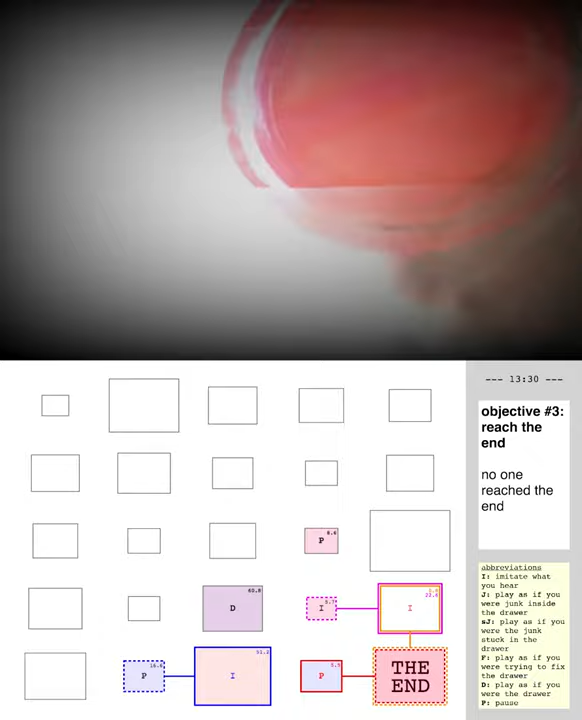 --- 13:30 ---
objective #3:
reach the
end
no one
reached the
end
P
8.6
D
60.8
I
I
22.6
P
I
51.2
P
5.5
THE
END
abbreviations
I: imitate what
you hear
J: play as if you
were junk inside
the drawer
sJ: play as if
you were the junk
stuck in the
drawer
F: play as if you
were trying to fix
the drawer
D: play as if you
were the drawer
P: pause